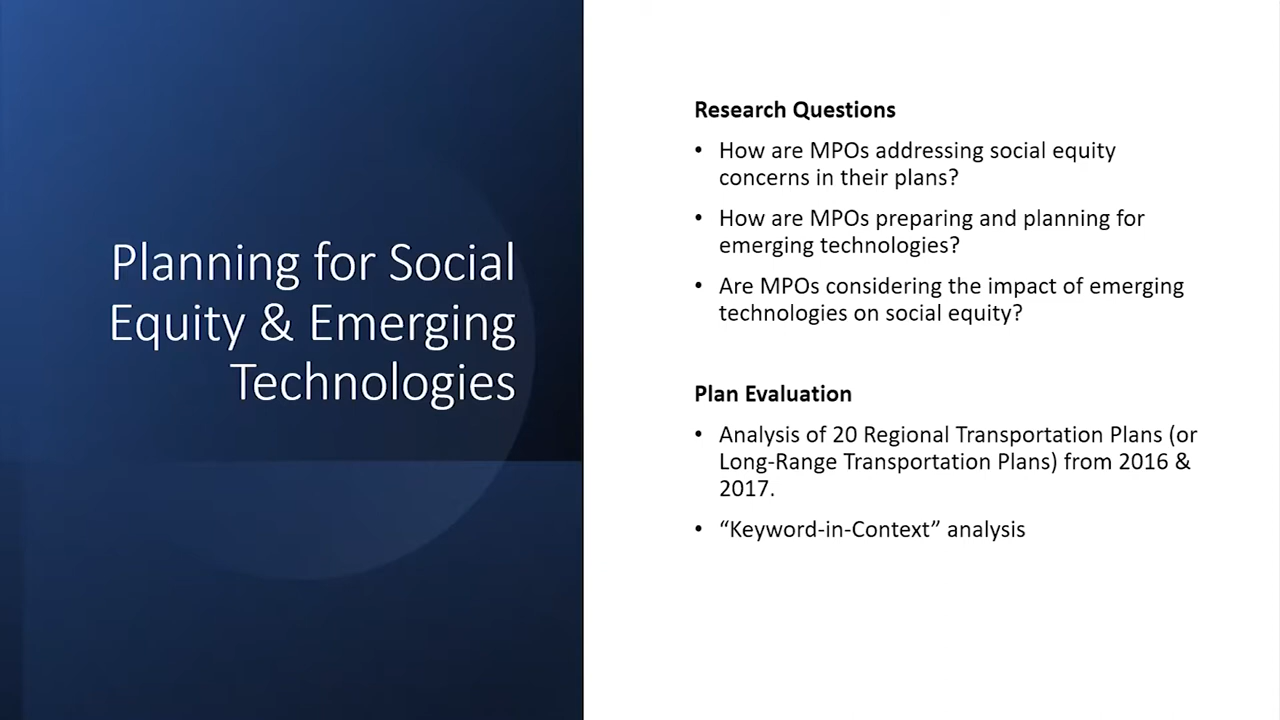 Planning for Social
Equity & Emerging
Technologies
Research Questions
• How are MPOs addressing social equity
concerns in their plans?
• How are MPOs preparing and planning for
emerging technologies?
• Are MPOs considering the impact of emerging
technologies on social equity?
Plan Evaluation
• Analysis of 20 Regional Transportation Plans (or
Long-Range Transportation Plans) from 2016 &
2017.
• “Keyword-in-Context” analysis